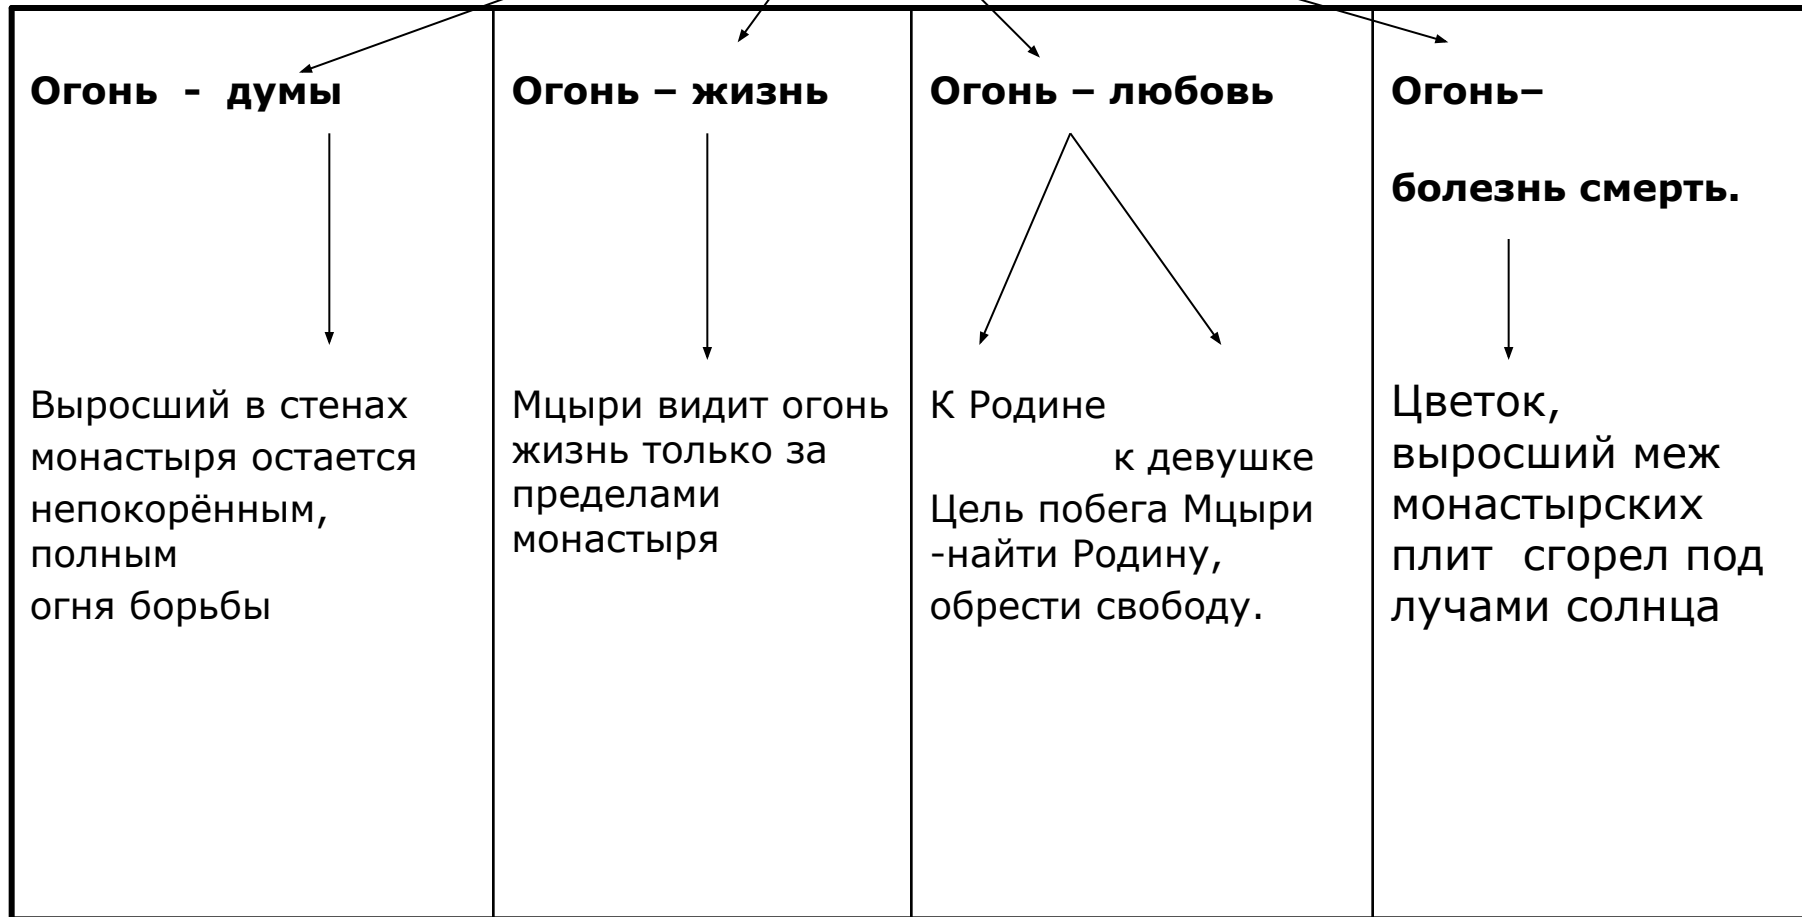 Огонь - думы
Выросший в стенах
монастыря остается
непокорённым,
полным
огня борьбы
Огонь – жизнь
Мцыри видит огонь
жизнь только за
пределами
монастыря
Огонь – любовь
К Родине
к девушке
Цель побега Мцыри
-найти Родину,
обрести свободу.
Огонь–
болезнь смерть.
Цветок,
выросший меж
монастырских
плит сгорел под
лучами солнца